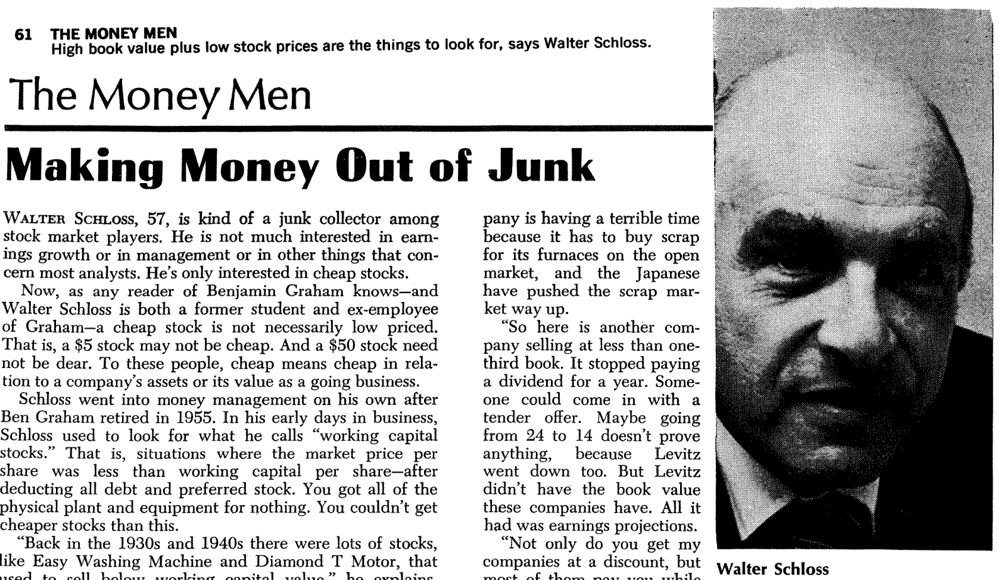 61 THE MONEY MEN
High book value plus low stock prices are the things to look for, says Walter Schloss.
The Money Men
Making Money Out of Junk
WALTER SCHLOSS, 57, is kind of a junk collector among
stock market players. He is not much interested in earn-
ings growth or in management or in other things that con-
cern most analysts. He's only interested in cheap stocks.
Now, as any reader of Benjamin Graham knows—and
Walter Schloss is both a former student and ex-employee
of Graham—a cheap stock is not necessarily low priced.
That is, a $5 stock may not be cheap. And a $50 stock need
not be dear. To these people, cheap means cheap in rela-
tion to a company's assets or its value as a going business.
Schloss went into money management on his own after
Ben Graham retired in 1955. In his early days in business,
Schloss used to look for what he calls “working capital
stocks.” That is, situations where the market price per
share was less than working capital per share—after
deducting all debt and preferred stock. You got all of the
physical plant and equipment for nothing. You couldn't get
cheaper stocks than this.
“Back in the 1930s and 1940s there were lots of stocks,
like Easy Washing Machine and Diamond T Motor, that
used to sell below working capital value,” he explains.
pany is having a terrible time
because it has to buy scrap
for its furnaces on the open
market, and the Japanese
have pushed the scrap mar-
ket way up.
“So here is another com-
pany selling at less than one-
third book. It stopped paying
a dividend for a year. Some-
one could come in with a
tender offer. Maybe going
from 24 to 14 doesn't prove
anything, because Levitz
went down too. But Levitz
didn't have the book value
these companies have. All it
had was earnings projections.
“Not only do you get my
companies at a discount, but
most of them pay you while
Walter Schloss